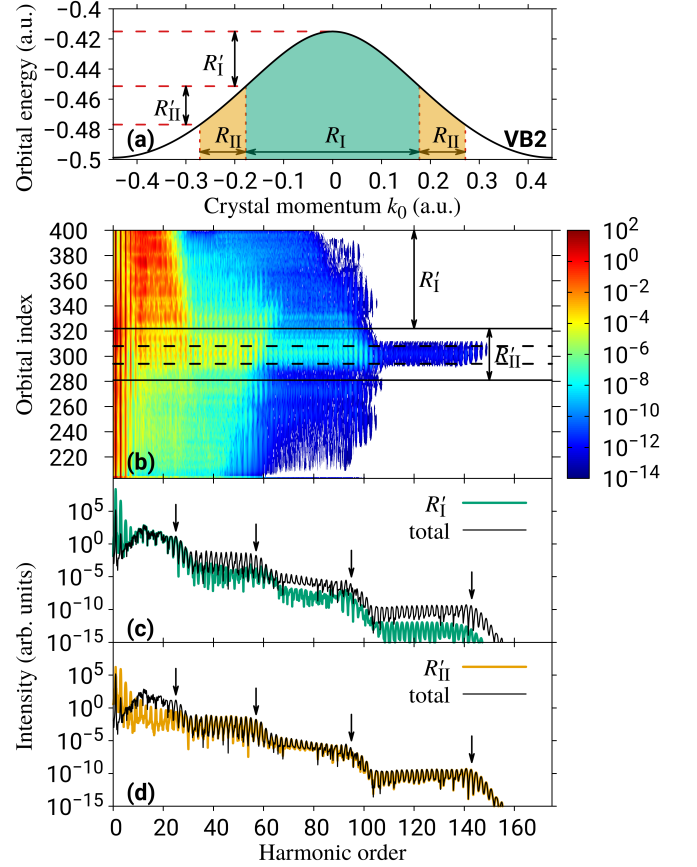 −0.4
−0.42
−0.44
−0.46
−0.48
−0.5
Orbital energy (a.u.)
R′I
R′II
(a)
RII
RI
RII
VB2
−0.4 −0.3 −0.2 −0.1 0 0.1 0.2 0.3 0.4
Crystal momentum k0 (a.u.)
400
380
360
340
320
300
280
260
240
220
Orbital index
R′I
R′II
(b)
10^2
10^0
10^−2
10^−4
10^−6
10^−8
10^−10
10^−12
10^−14
10^5
10^0
10^−5
10^−10
10^−15
R′I
total
(c)
Intensity (arb. units)
10^5
10^0
10^−5
10^−10
10^−15
R′II
total
(d)
0 20 40 60 80 100 120 140 160
Harmonic order